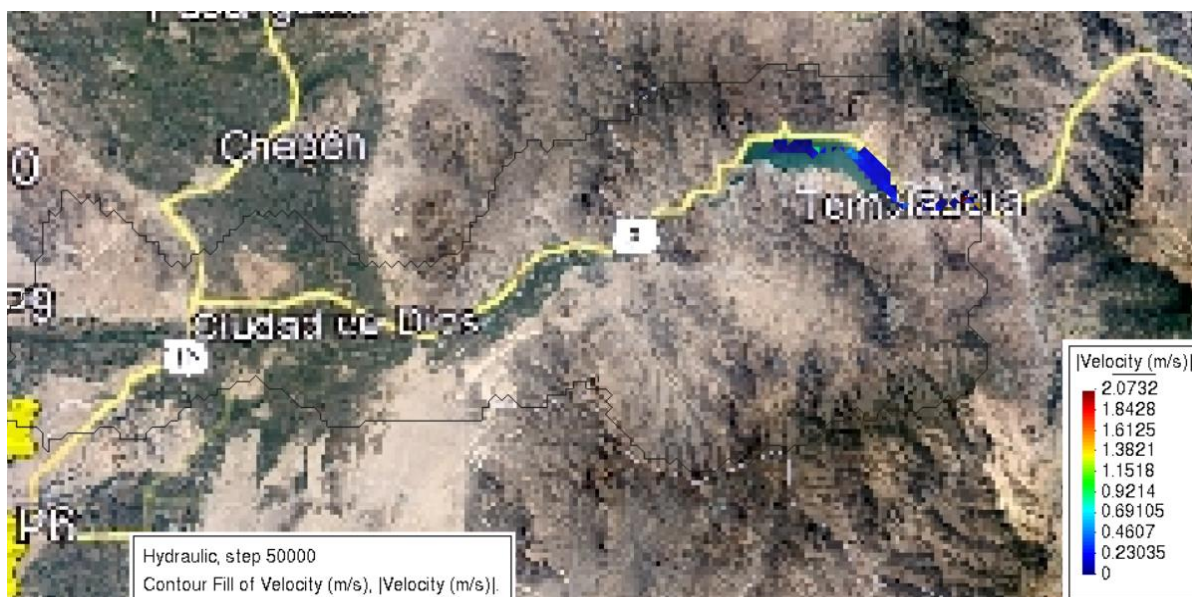 Chepén
Ciudad de Dios
|Velocity (m/s)|
2.0732
1.8428
1.6125
1.3821
1.1518
0.9214
0.69105
0.4607
0.23035
0
Hydraulic, step 50000
Contour Fill of Velocity (m/s), |Velocity (m/s)|.